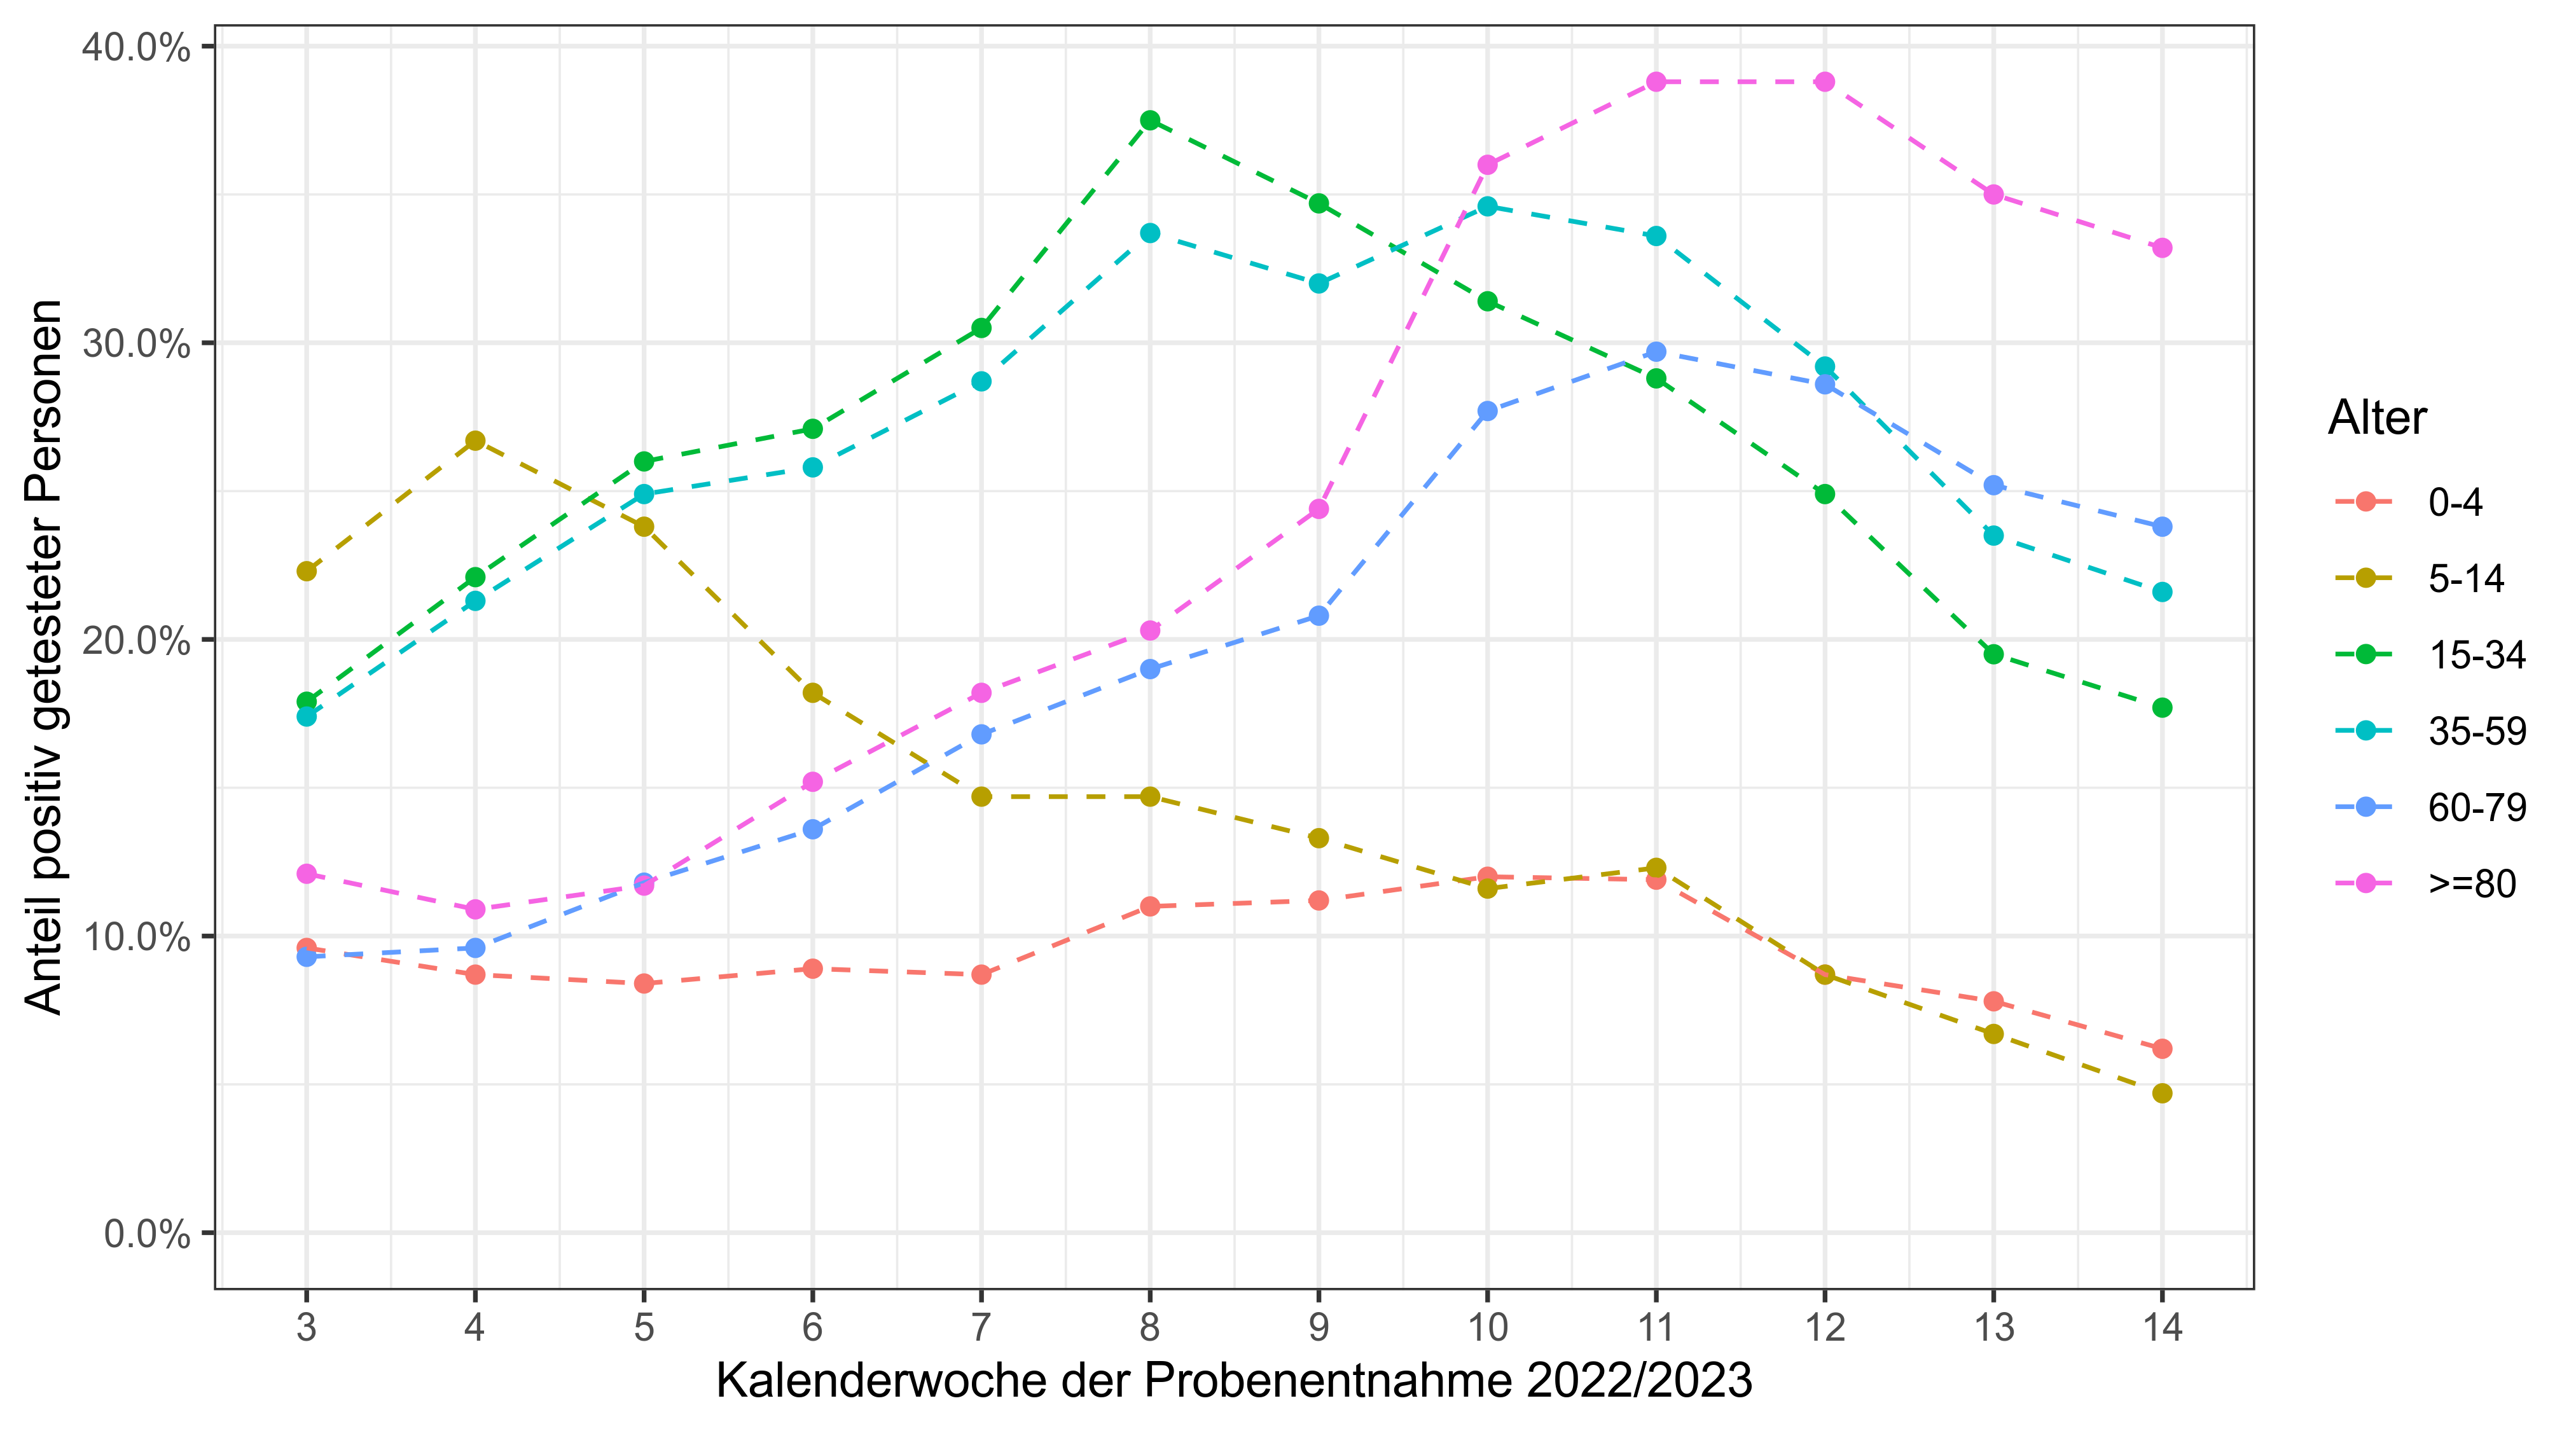 40.0%
30.0%
20.0%
10.0%
0.0%
Anteil positiv getesteter Personen
3 4 5 6 7 8 9 10 11 12 13 14
Kalenderwoche der Probenentnahme 2022/2023
Alter
0-4
5-14
15-34
35-59
60-79
>=80